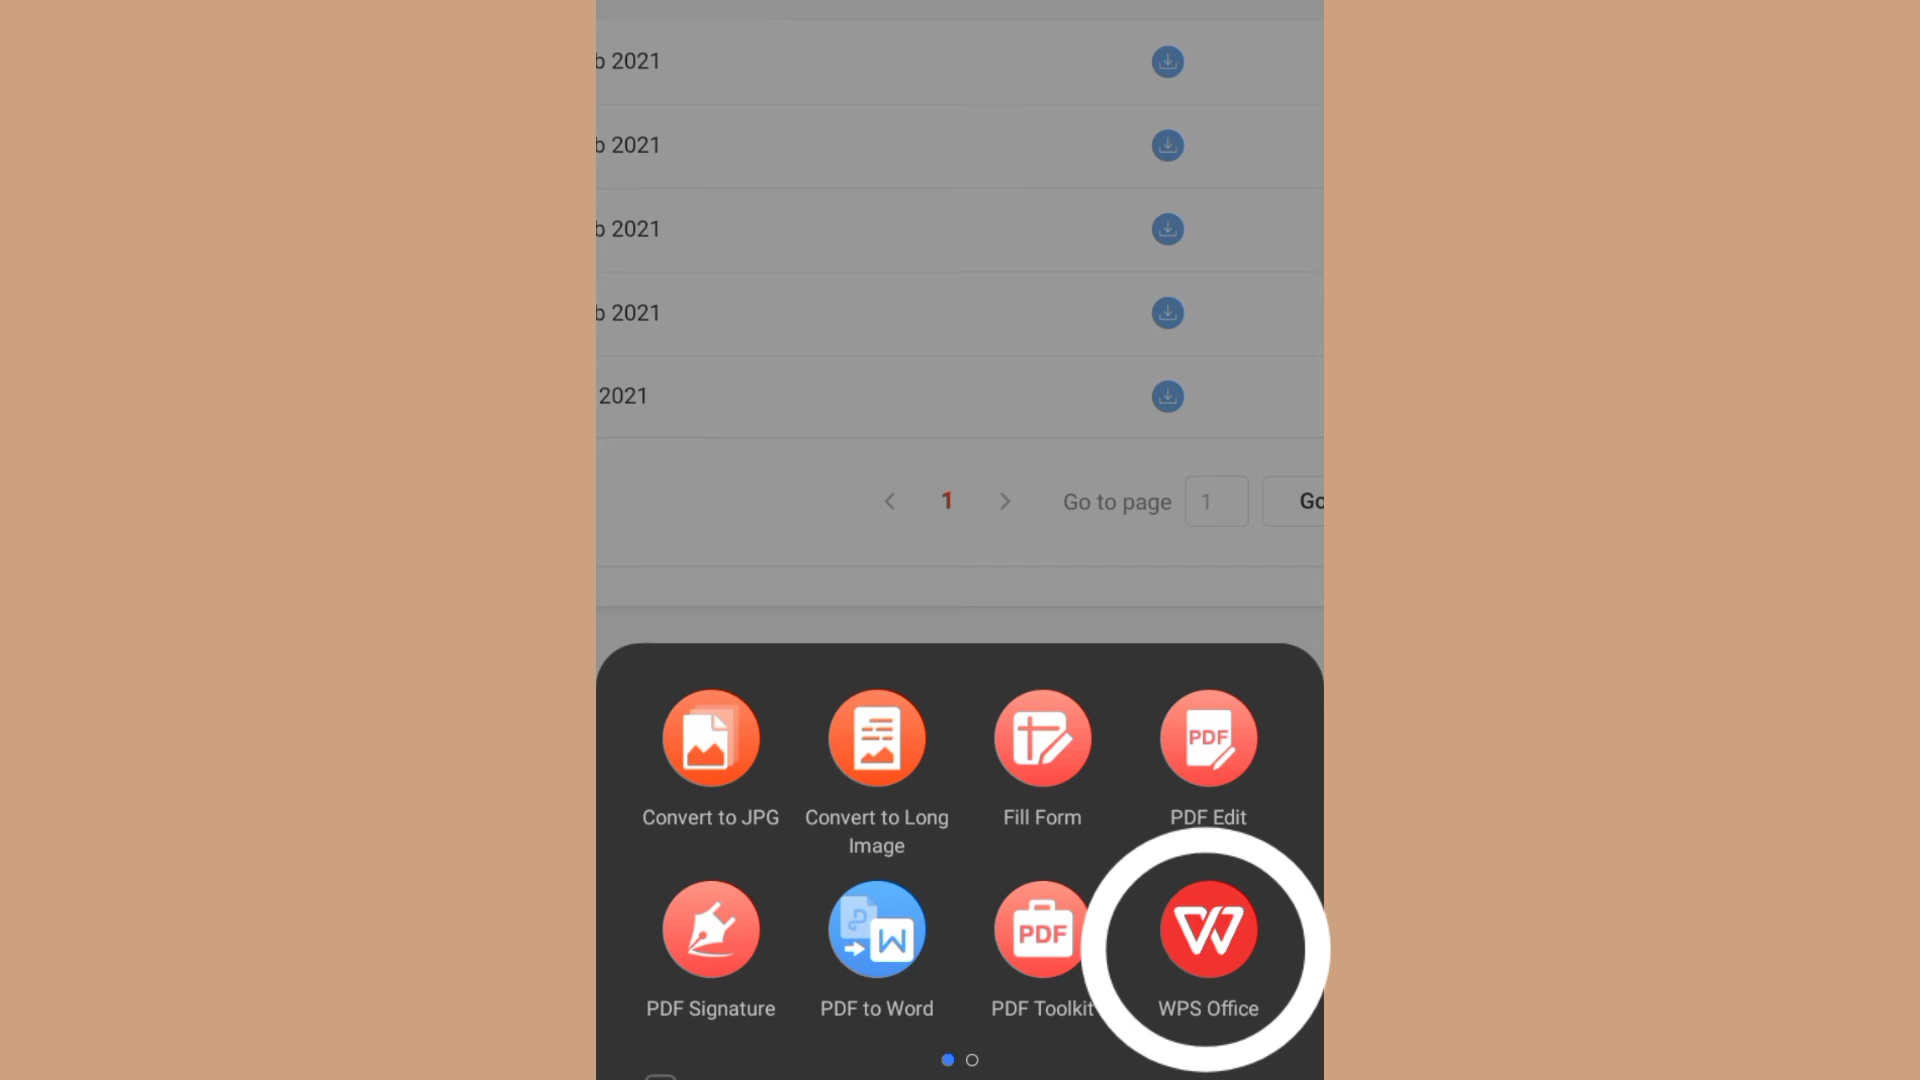 b 2021
b 2021
b 2021
b 2021
2021
1 Go to page 1 Go
PDF
Convert to JPG Convert to Long Image Fill Form PDF Edit
PDF
PDF Signature PDF to Word PDF Toolkit WPS Office